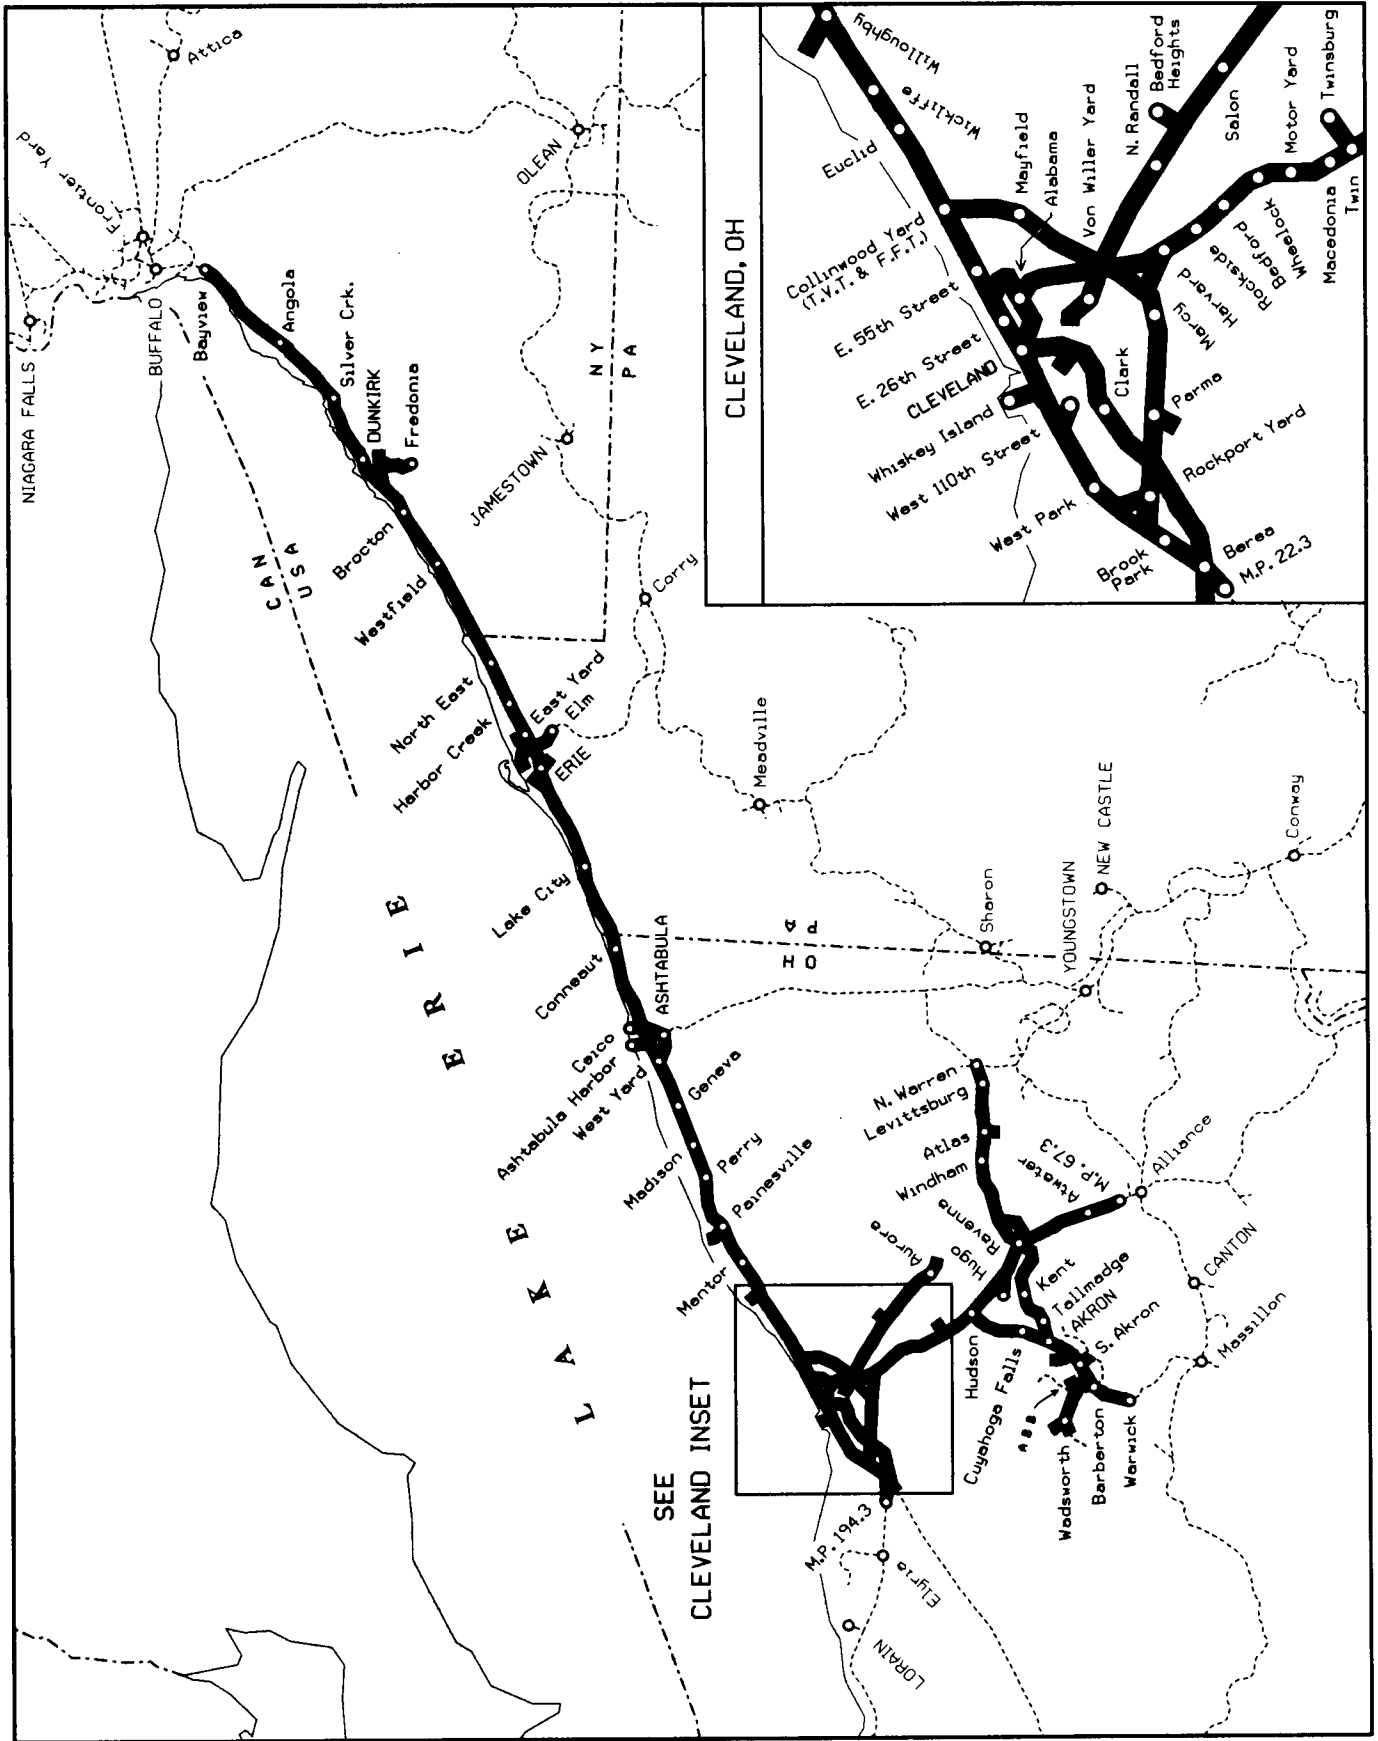 NIAGARA FALLS
Frontier Yard
Attica
BUFFALO
Bayview
Angola
Silver Crk.
DUNKIRK
Fredonia
Brocton
Westfield
OLEAN
JAMESTOWN
NY
PA
CAN
USA
North East
Harbor Creek
East Yard
Elm
ERIE
Corry
Meadville
Lake City
Conneaut
ASHTABULA
Ceico
Ashtabula Harbor
West Yard
Geneva
Madison
Perry
Painesville
Mentor
LAKE ERIE
PA
OH
Sharon
YOUNGSTOWN
NEW CASTLE
Conway
N. Warren
Levittsburg
Atlas
Windham
Ravenna
Hugo
Aurora
Atwater
M.P. 67.3
Alliance
Kent
Tallmadge
AKRON
S. Akron
CANTON
Massillon
Hudson
Cuyahoga Falls
ABB
Wadsworth
Barberton
Warwick
SEE
CLEVELAND INSET
M.P. 194.3
Elyria
LORAIN
CLEVELAND, OH
Willoughby
Wickliffe
Euclid
Collinwood Yard
(T.V.T. & F.F.T.)
E. 55th Street
E. 26th Street
CLEVELAND
Whiskey Island
West 110th Street
West Park
Brook
Park
Berea
M.P. 22.3
Rockport Yard
Parma
Clark
Mayfield
Alabama
Von Willer Yard
N. Randall
Bedford
Heights
Salon
Motor Yard
Twinsburg
Marcy
Harvard
Rockside
Bedford
Wheelock
Macedonia
Twin